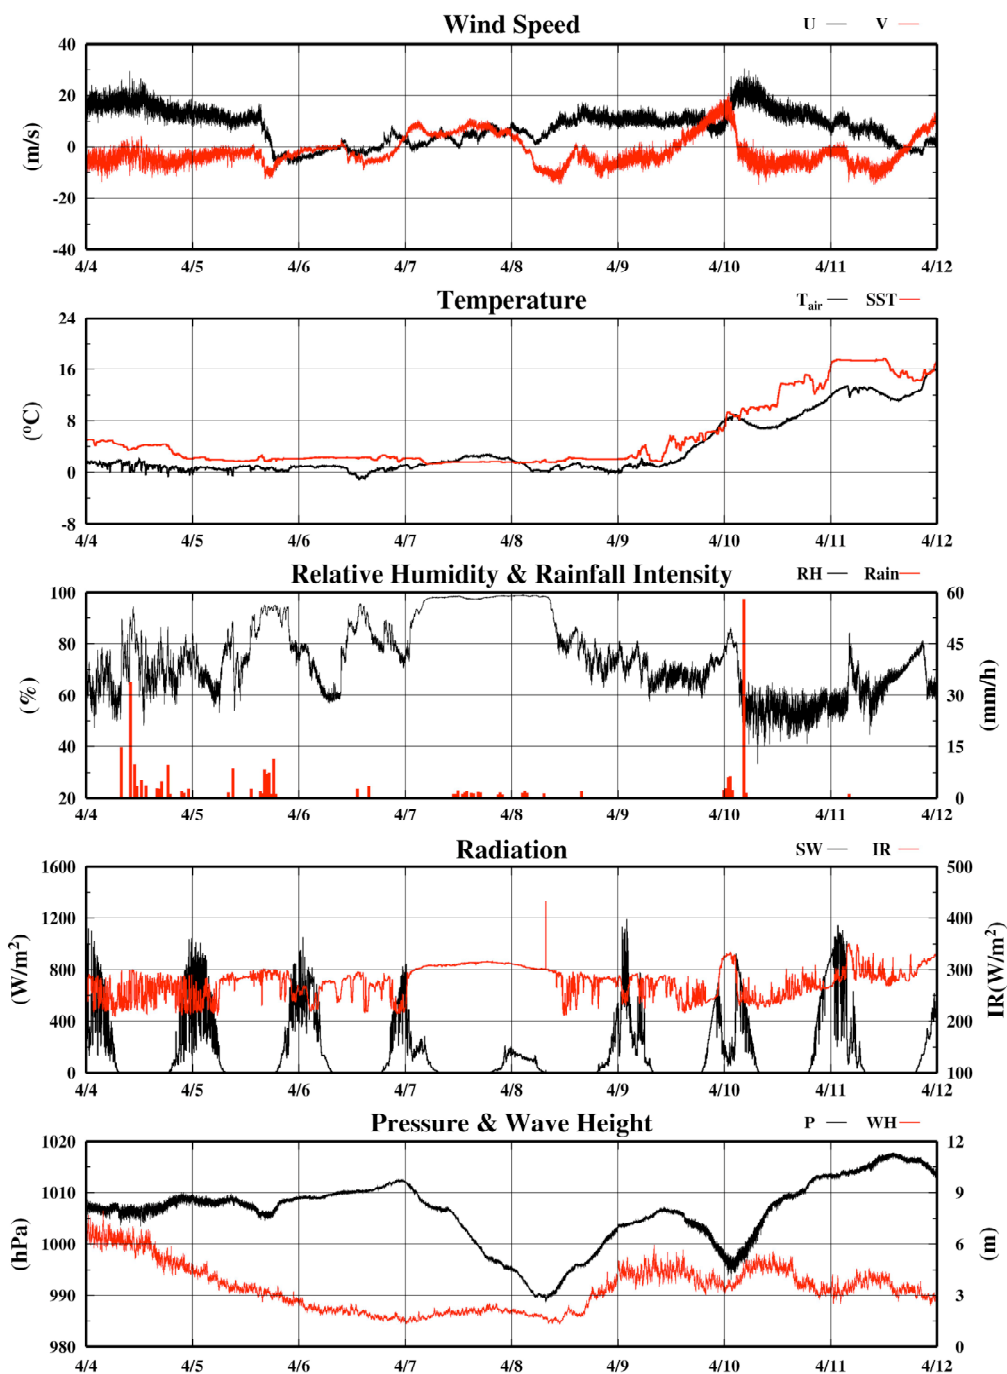 Wind Speed
U V
40
20
0
-20
-40
(m/s)
4/4 4/5 4/6 4/7 4/8 4/9 4/10 4/11 4/12
Temperature
Tair SST
24
16
8
0
-8
(ºC)
4/4 4/5 4/6 4/7 4/8 4/9 4/10 4/11 4/12
Relative Humidity & Rainfall Intensity
RH Rain
100 60
80 45
60 30
40 15
20 0
(%) (mm/h)
4/4 4/5 4/6 4/7 4/8 4/9 4/10 4/11 4/12
Radiation
SW IR
1600 500
1200 400
800 300
400 200
0 100
(W/m²) IR(W/m²)
4/4 4/5 4/6 4/7 4/8 4/9 4/10 4/11 4/12
Pressure & Wave Height
P WH
1020 12
1010 9
1000 6
990 3
980 0
(hPa) (m)
4/4 4/5 4/6 4/7 4/8 4/9 4/10 4/11 4/12